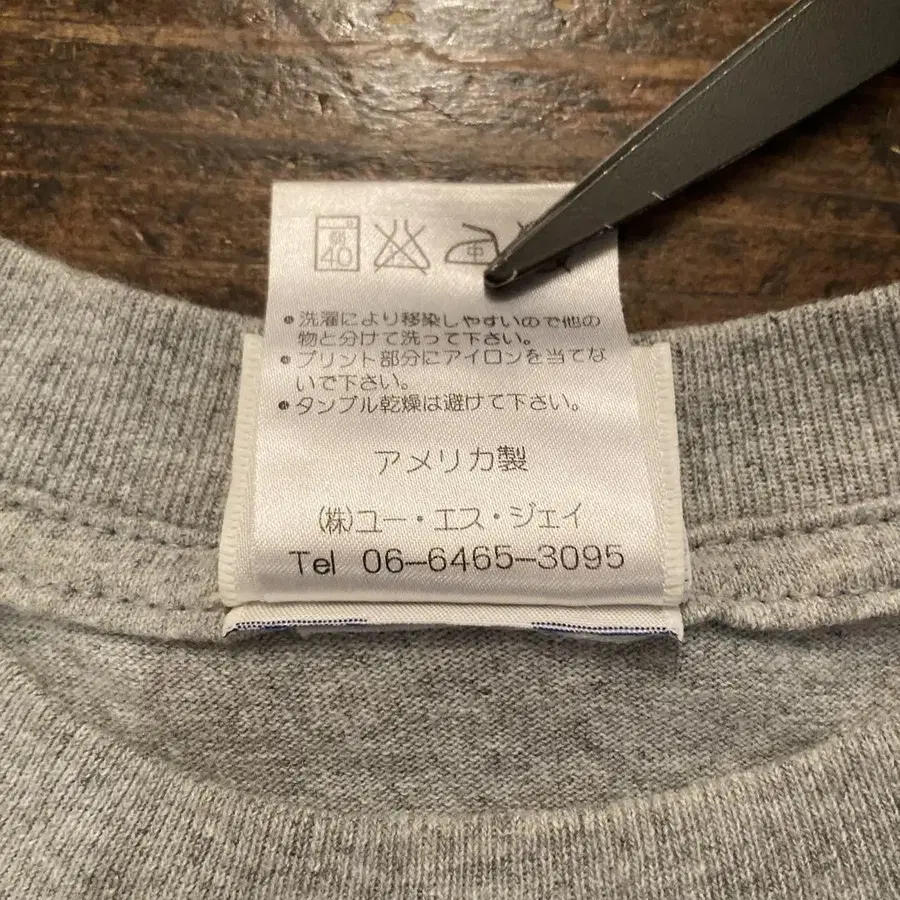 40
中
• 洗濯により移染しやすいので他の
物と分けて洗って下さい。
• プリント部分にアイロンを当てな
いで下さい。
• タンブル乾燥は避けて下さい。
アメリカ製
(株)ユー・エス・ジェイ
Tel 06-6465-3095